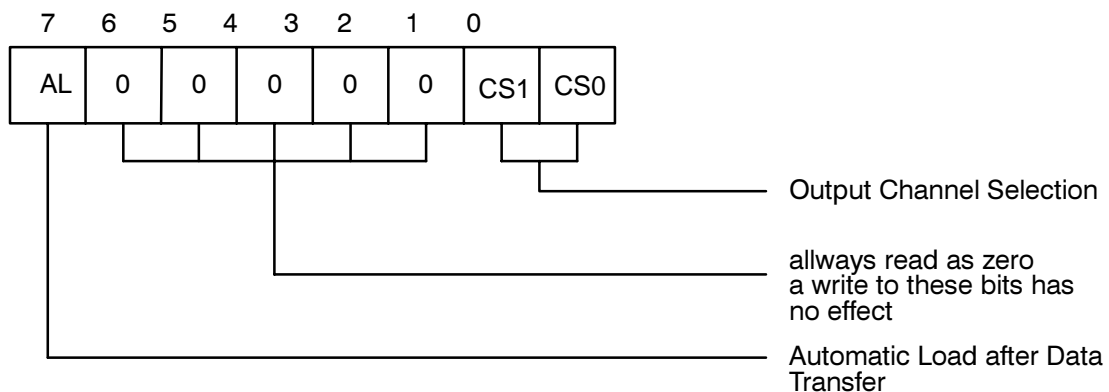 7 6 5 4 3 2 1 0
AL 0 0 0 0 0 CS1 CS0
Output Channel Selection
allways read as zero
a write to these bits has
no effect
Automatic Load after Data
Transfer